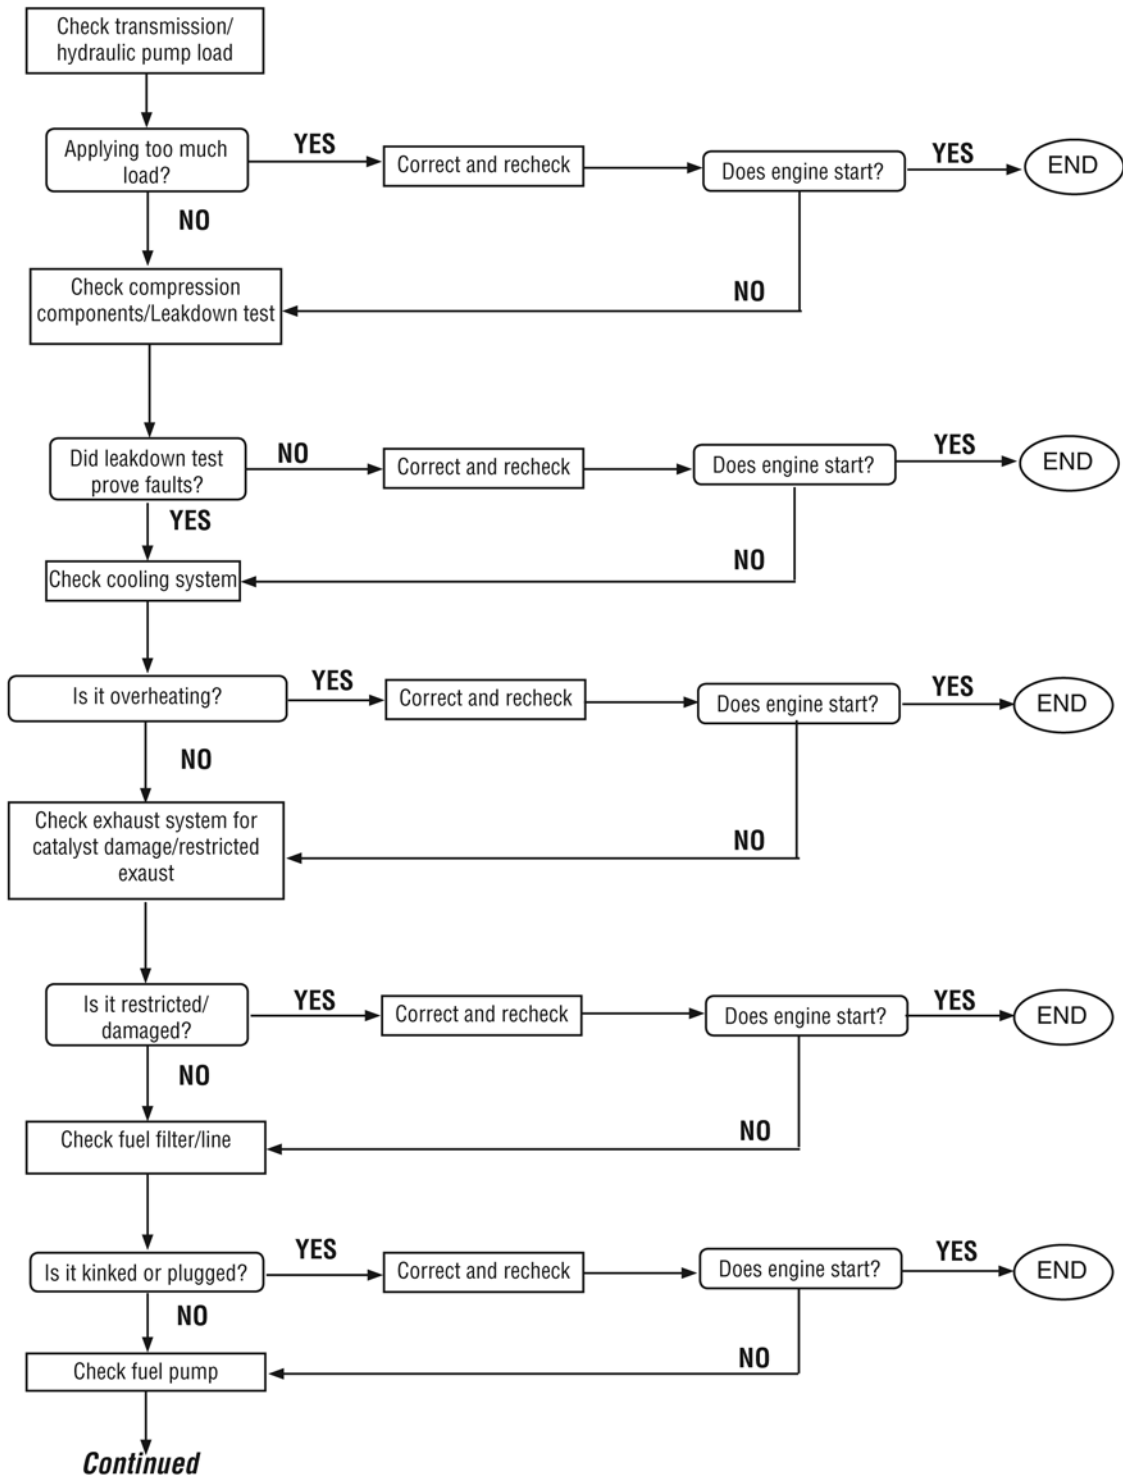 Check transmission/
hydraulic pump load
Applying too much
load?
YES
Correct and recheck
Does engine start?
YES
END
NO
NO
Check compression
components/Leakdown test
Did leakdown test
prove faults?
NO
Correct and recheck
Does engine start?
YES
END
YES
NO
Check cooling system
Is it overheating?
YES
Correct and recheck
Does engine start?
YES
END
NO
NO
Check exhaust system for
catalyst damage/restricted
exaust
Is it restricted/
damaged?
YES
Correct and recheck
Does engine start?
YES
END
NO
NO
Check fuel filter/line
Is it kinked or plugged?
YES
Correct and recheck
Does engine start?
YES
END
NO
NO
Check fuel pump
Continued